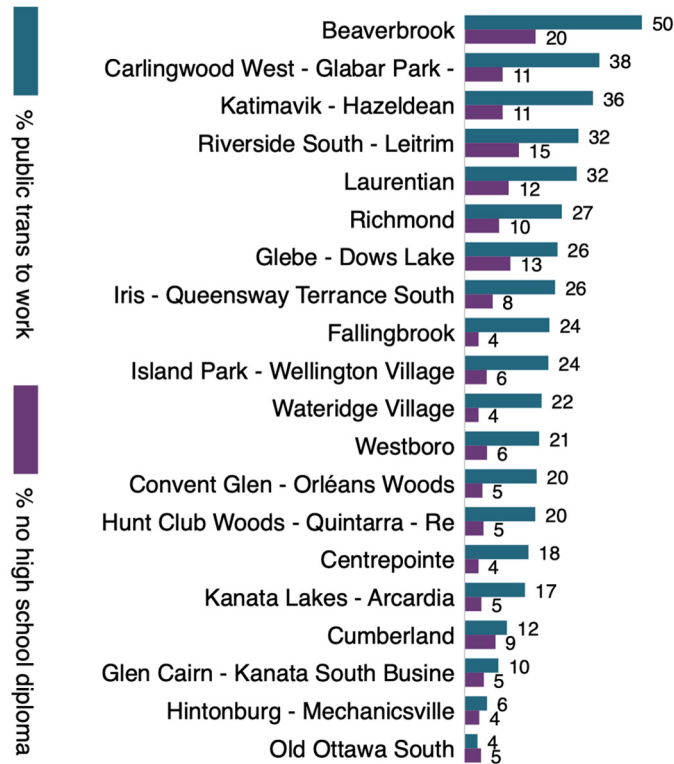 % public trans to work
% no high school diploma
Beaverbrook 50
20
Carlingwood West - Glabar Park - 38
11
Katimavik - Hazeldean 36
11
Riverside South - Leitrim 32
15
Laurentian 32
12
Richmond 27
10
Glebe - Dows Lake 26
13
Iris - Queensway Terrance South 26
8
Fallingbrook 24
4
Island Park - Wellington Village 24
6
Wateridge Village 22
4
Westboro 21
6
Convent Glen - Orléans Woods 20
5
Hunt Club Woods - Quintarra - Re 20
5
Centrepointe 18
4
Kanata Lakes - Arcardia 17
5
Cumberland 12
9
Glen Cairn - Kanata South Busine 10
5
Hintonburg - Mechanicsville 6
4
Old Ottawa South 4
5